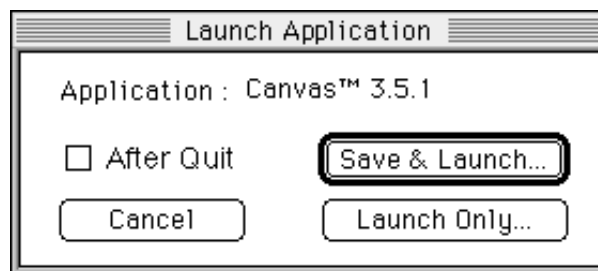 Launch Application
Application : Canvas™ 3.5.1
After Quit
Save & Launch...
Cancel
Launch Only...